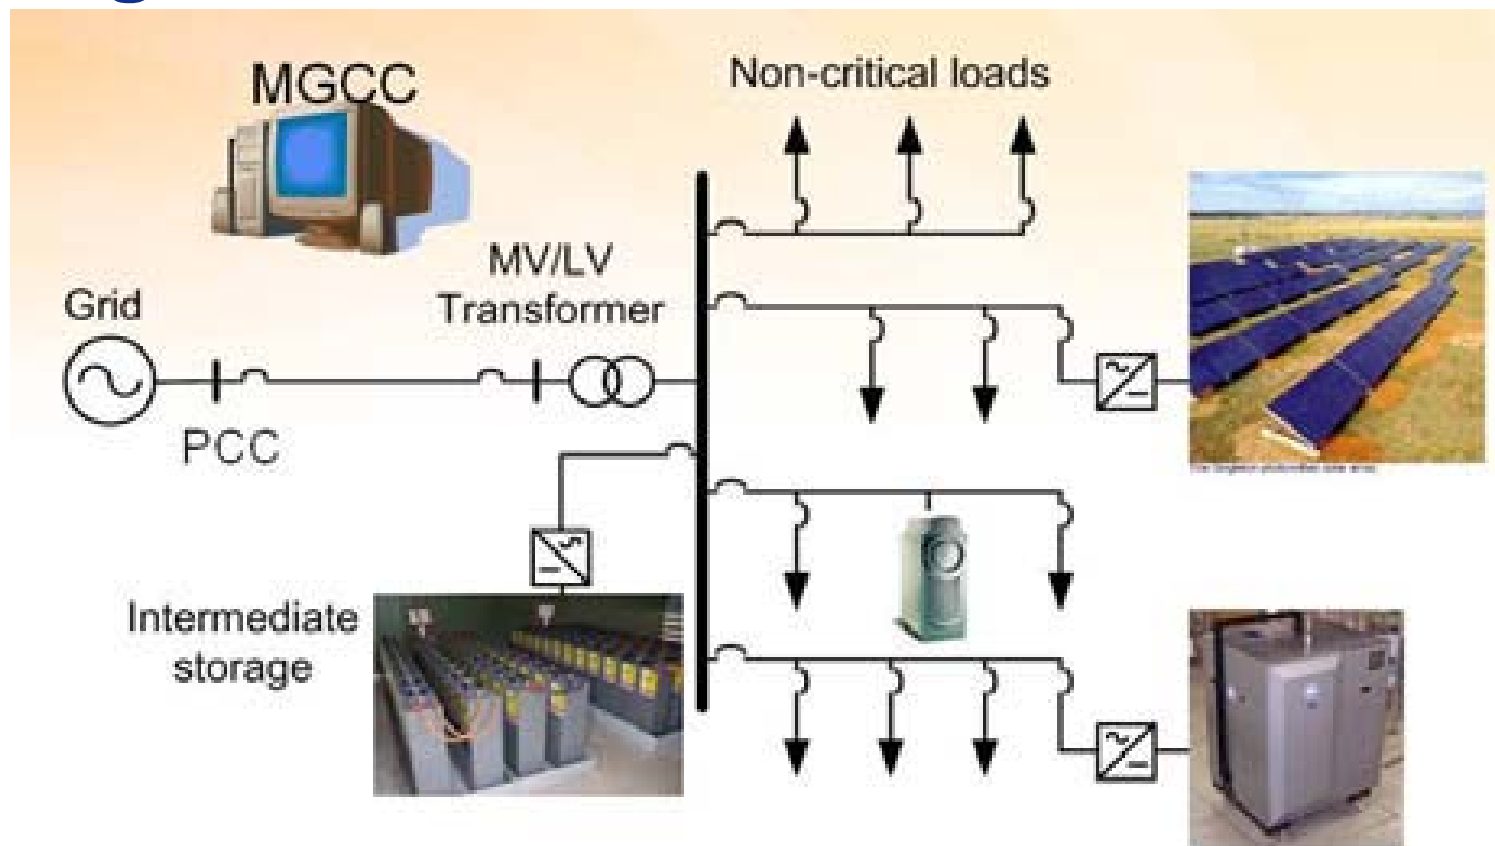 MGCC
Non-critical loads
MV/LV
Transformer
Grid
PCC
Intermediate
storage